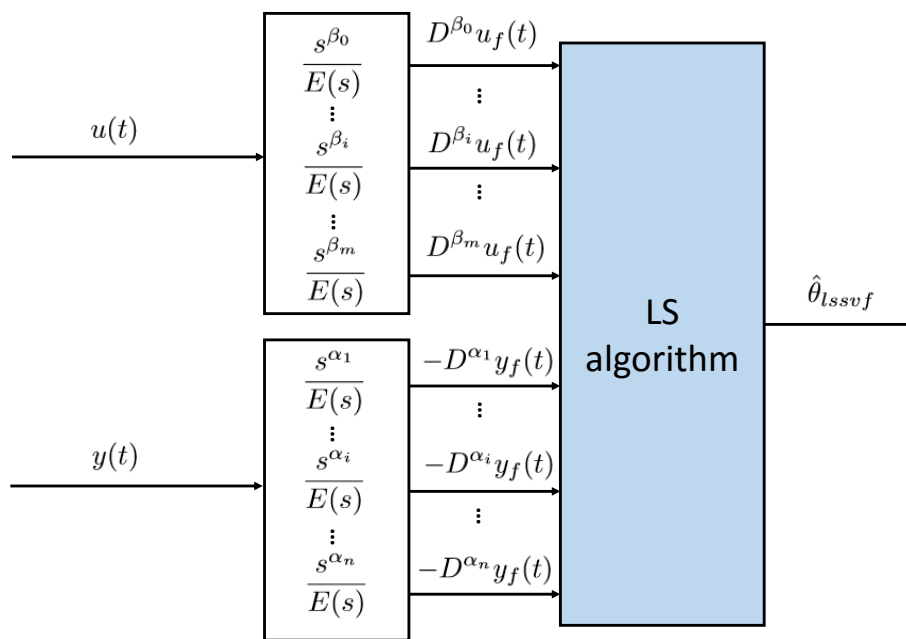 u(t)
s^{β_0} / E(s)
⋮
s^{β_i} / E(s)
⋮
s^{β_m} / E(s)
D^{β_0} u_f(t)
⋮
D^{β_i} u_f(t)
⋮
D^{β_m} u_f(t)
y(t)
s^{α_1} / E(s)
⋮
s^{α_i} / E(s)
⋮
s^{α_n} / E(s)
−D^{α_1} y_f(t)
⋮
−D^{α_i} y_f(t)
⋮
−D^{α_n} y_f(t)
LS
algorithm
\hat{θ}_{lssvf}